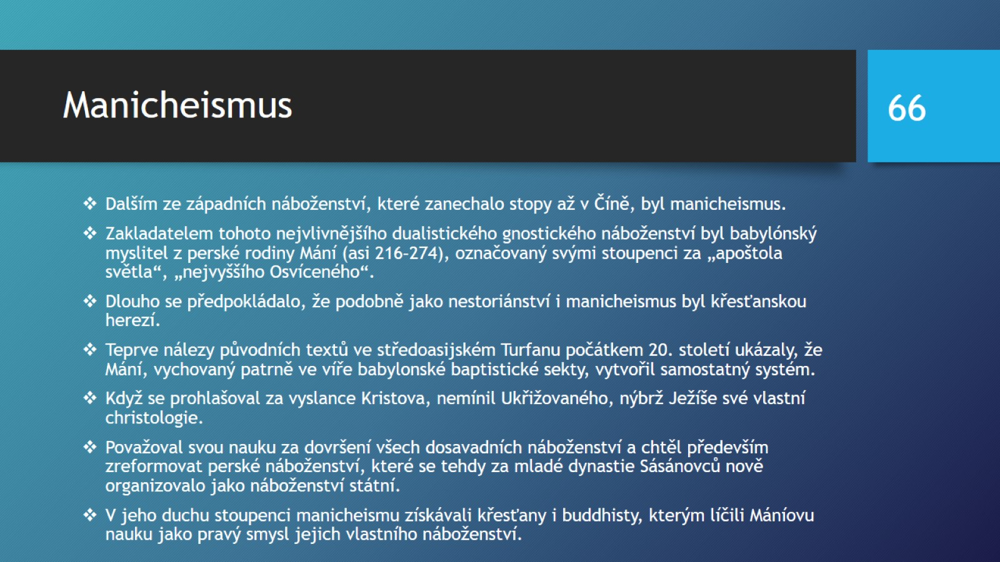 Manicheismus
66
❖ Dalším ze západních náboženství, které zanechalo stopy až v Číně, byl manicheismus.
❖ Zakladatelem tohoto nejvlivnějšího dualistického gnostického náboženství byl babylónský
myslitel z perské rodiny Mání (asi 216-274), označovaný svými stoupenci za „apoštola
světla“, „nejvyššího Osvíceného“.
❖ Dlouho se předpokládalo, že podobně jako nestoriánství i manicheismus byl křesťanskou
herezí.
❖ Teprve nálezy původních textů ve středoasijském Turfanu počátkem 20. století ukázaly, že
Mání, vychovaný patrně ve víře babylonské baptistické sekty, vytvořil samostatný systém.
❖ Když se prohlašoval za vyslance Kristova, nemínil Ukřižovaného, nýbrž Ježíše své vlastní
christologie.
❖ Považoval svou nauku za dovršení všech dosavadních náboženství a chtěl především
zreformovat perské náboženství, které se tehdy za mladé dynastie Sásánovců nově
organizovalo jako náboženství státní.
❖ V jeho duchu stoupenci manicheismu získávali křesťany i buddhisty, kterým líčili Máníovu
nauku jako pravý smysl jejich vlastního náboženství.